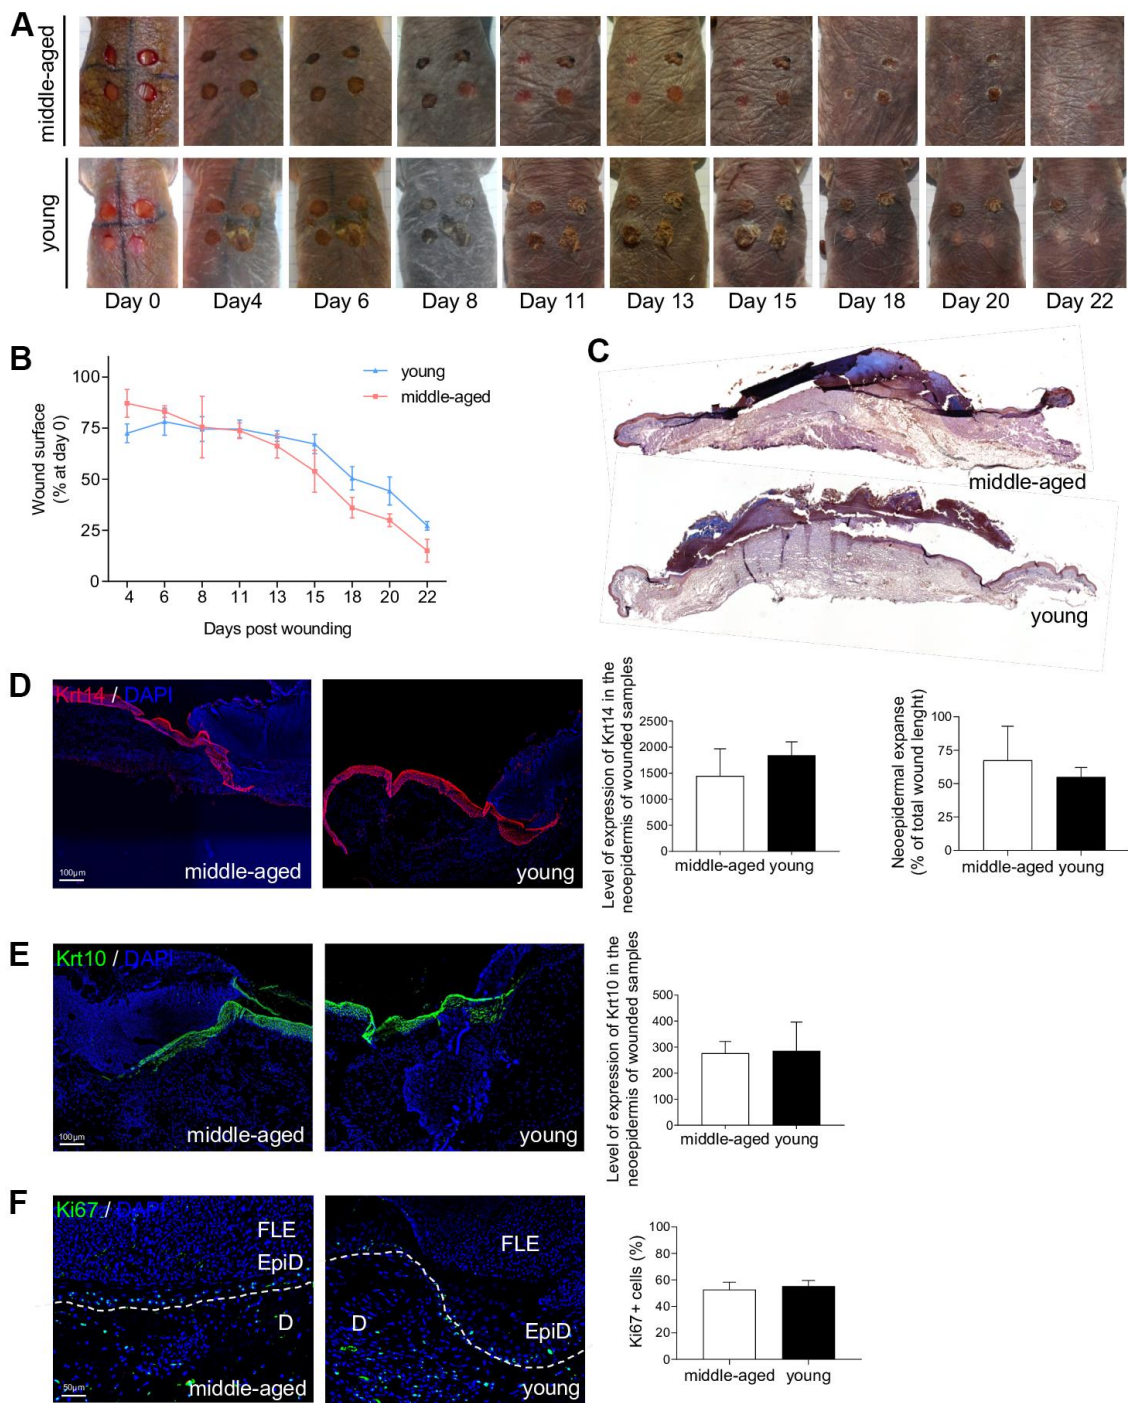 A
middle-aged
young
Day 0
Day4
Day 6
Day 8
Day 11
Day 13
Day 15
Day 18
Day 20
Day 22
B
Wound surface
(% at day 0)
100
75
50
25
0
4 6 8 11 13 15 18 20 22
Days post wounding
young
middle-aged
C
middle-aged
young
D
Krt14 / DAPI
100µm
middle-aged
young
Level of expression of Krt14 in the
neoepidermis of wounded samples
2500
2000
1500
1000
500
0
middle-aged young
Neoepidermal expanse
(% of total wound lenght)
100
75
50
25
0
middle-aged young
E
Krt10 / DAPI
100µm
middle-aged
young
Level of expression of Krt10 in the
neoepidermis of wounded samples
500
400
300
200
100
0
middle-aged young
F
Ki67 / DAPI
FLE
EpiD
D
50µm
middle-aged
FLE
D
EpiD
young
Ki67+ cells (%)
100
80
60
40
20
0
middle-aged young